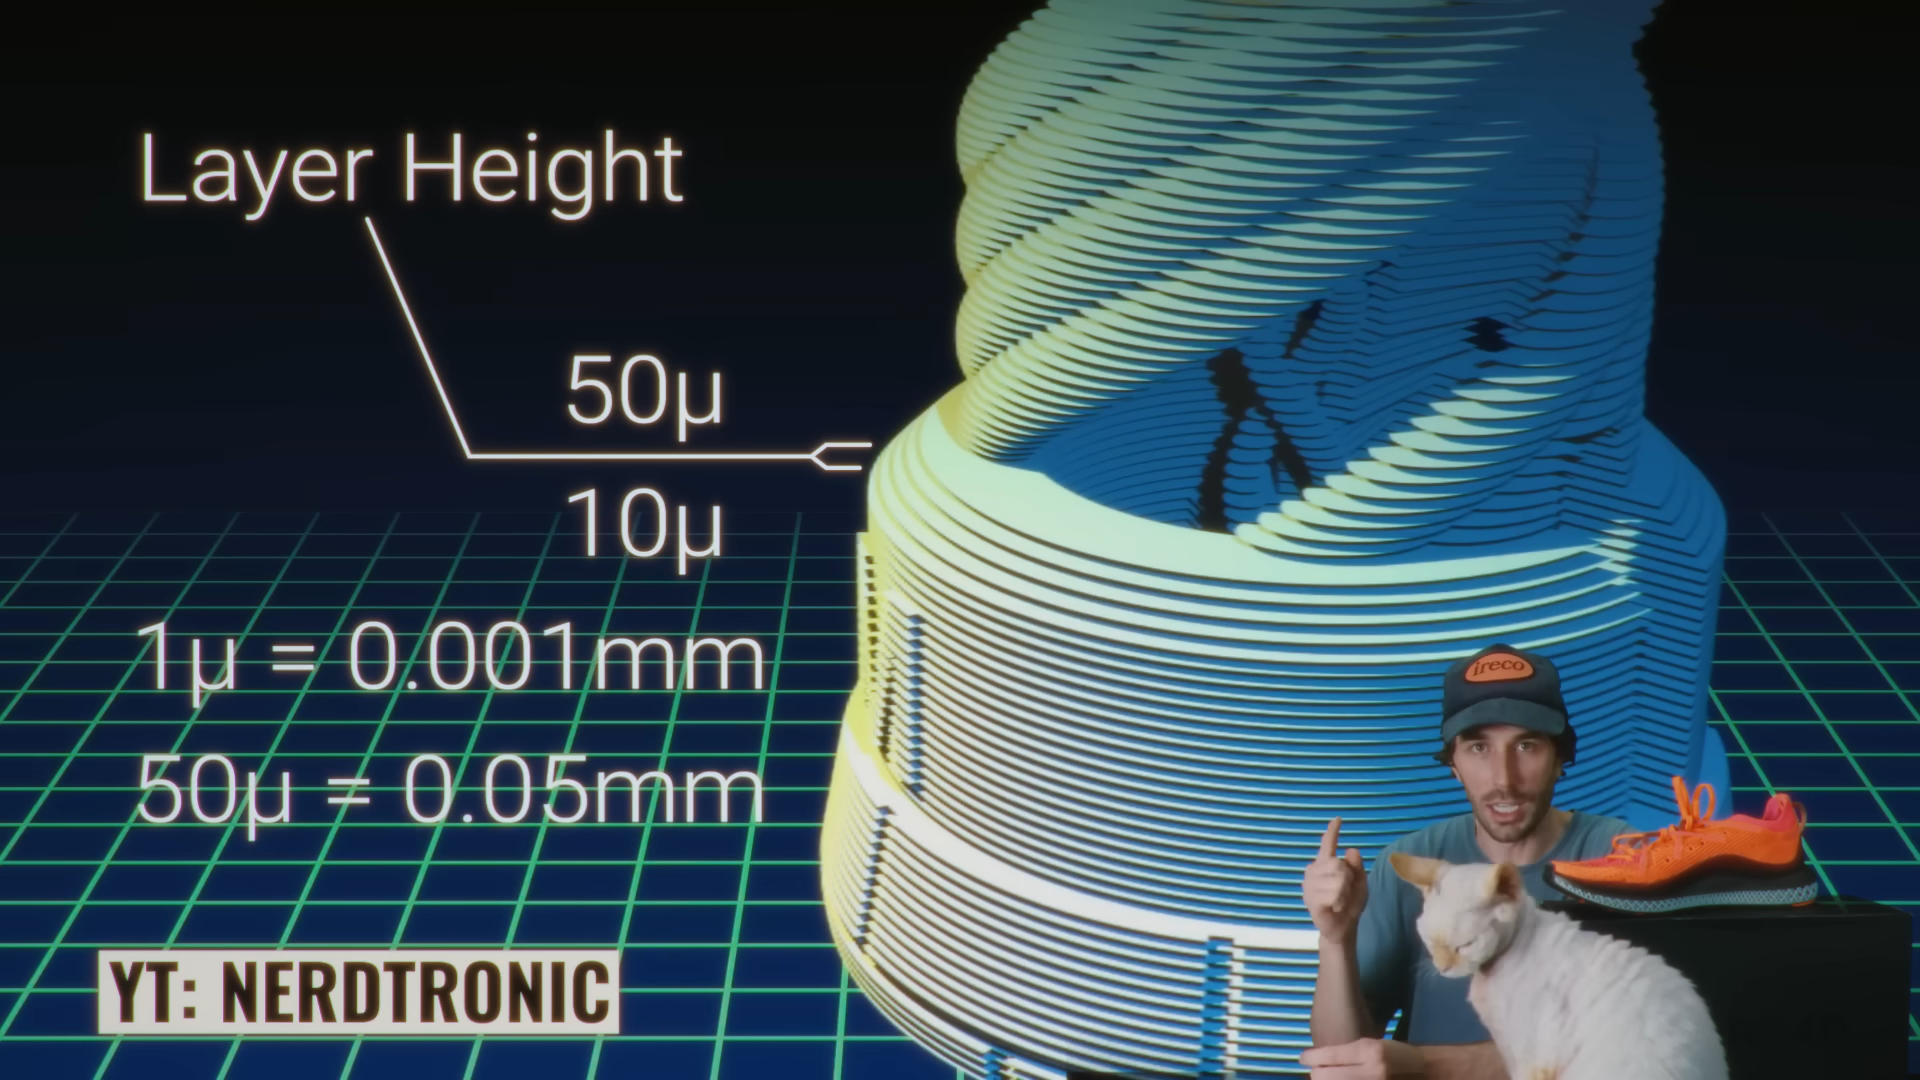 Layer Height
50μ
10μ
1μ = 0.001mm
50μ = 0.05mm
YT: NERDTRONIC
ireco